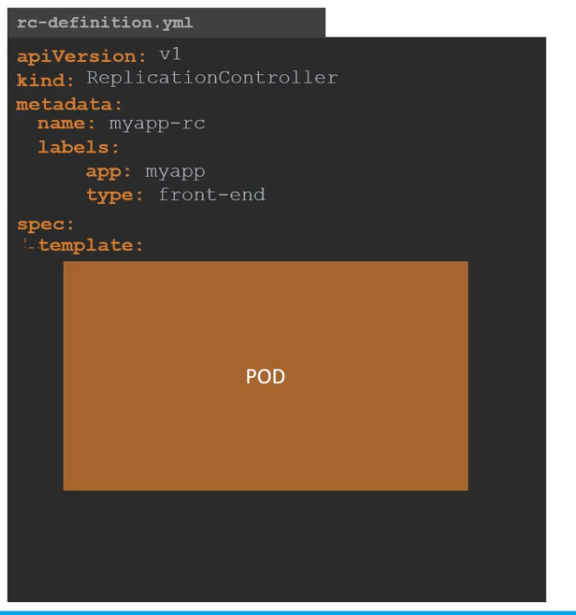 rc-definition.yml
apiVersion: v1
kind: ReplicationController
metadata:
  name: myapp-rc
  labels:
      app: myapp
      type: front-end
spec:
  template:
POD